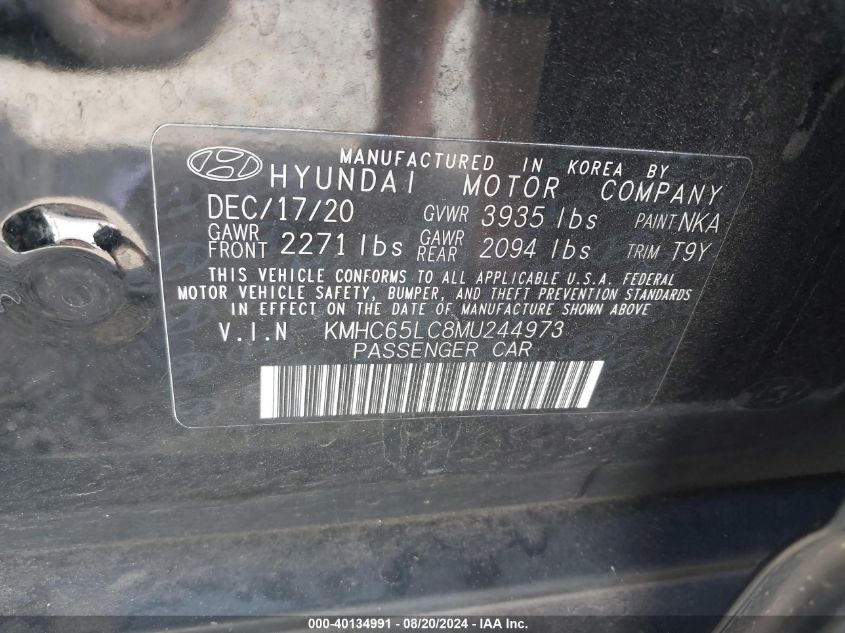 MANUFACTURED IN KOREA BY
HYUNDAI MOTOR COMPANY
DEC/17/20 GVWR 3935 lbs PAINT NKA
GAWR FRONT 2271 lbs GAWR REAR 2094 lbs TRIM T9Y
THIS VEHICLE CONFORMS TO ALL APPLICABLE U.S.A. FEDERAL
MOTOR VEHICLE SAFETY, BUMPER, AND THEFT PREVENTION STANDARDS
IN EFFECT ON THE DATE OF MANUFACTURE SHOWN ABOVE
V.I.N KMHC65LC8MU244973
PASSENGER CAR
000-40134991 - 08/20/2024 - IAA Inc.